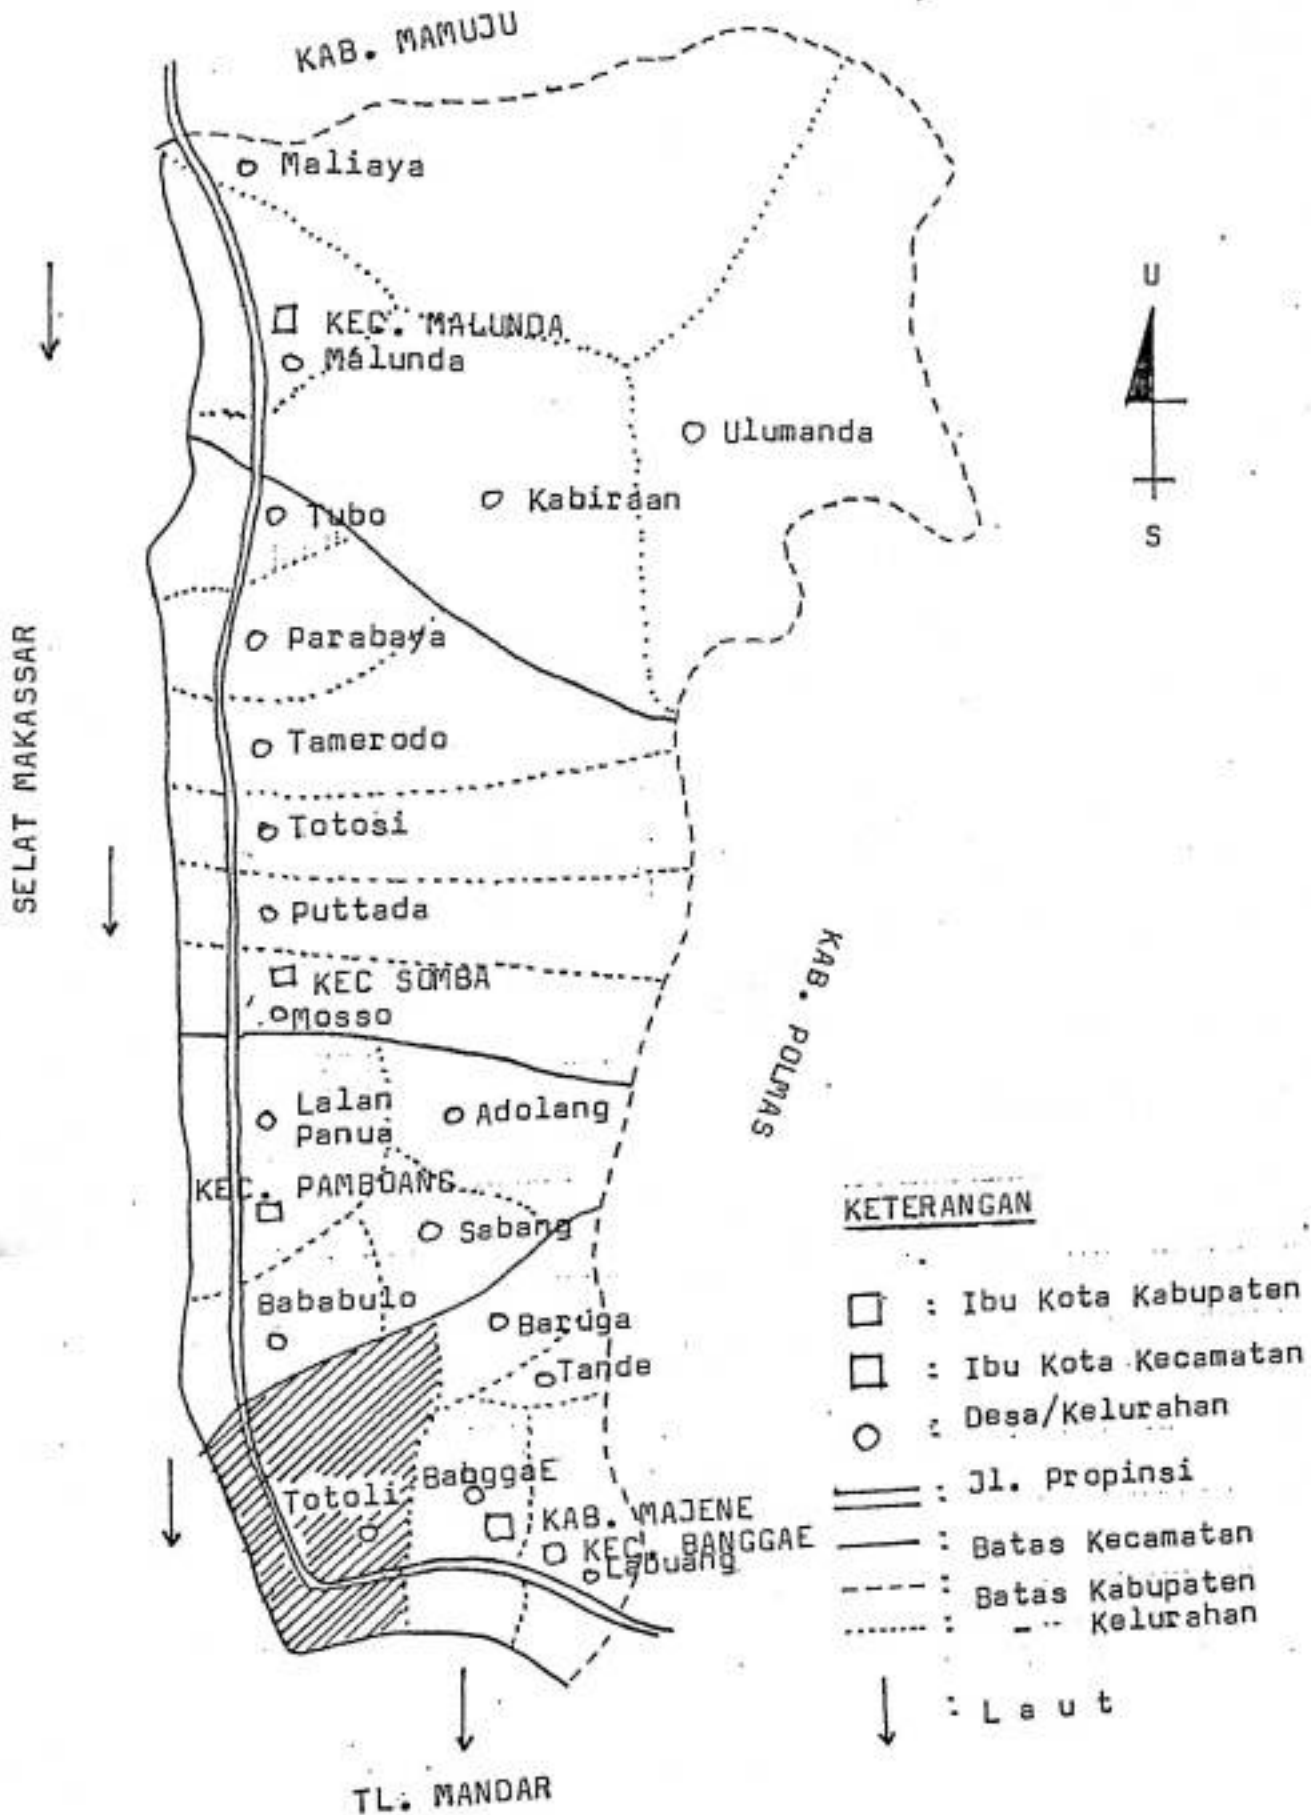 KAB. MAMUJU
Maliaya
U
KEC. MALUNDA
Malunda
Ulumanda
Kabiraan
Tubo
S
Parabaya
SELAT MAKASSAR
Tamerodo
Totosi
Puttada
KEC SOMBA
Mosso
KAB. POLMAS
Lalan
Panua
Adolang
KEC. PAMBOANG
Sabang
Bababulo
Baruga
Tande
BanggaE
Totoli
KAB. MAJENE
KEC. BANGGAE
Labuang
TL. MANDAR
KETERANGAN
: Ibu Kota Kabupaten
: Ibu Kota Kecamatan
: Desa/Kelurahan
: Jl. Propinsi
: Batas Kecamatan
: Batas Kabupaten
: - " - Kelurahan
: L a u t